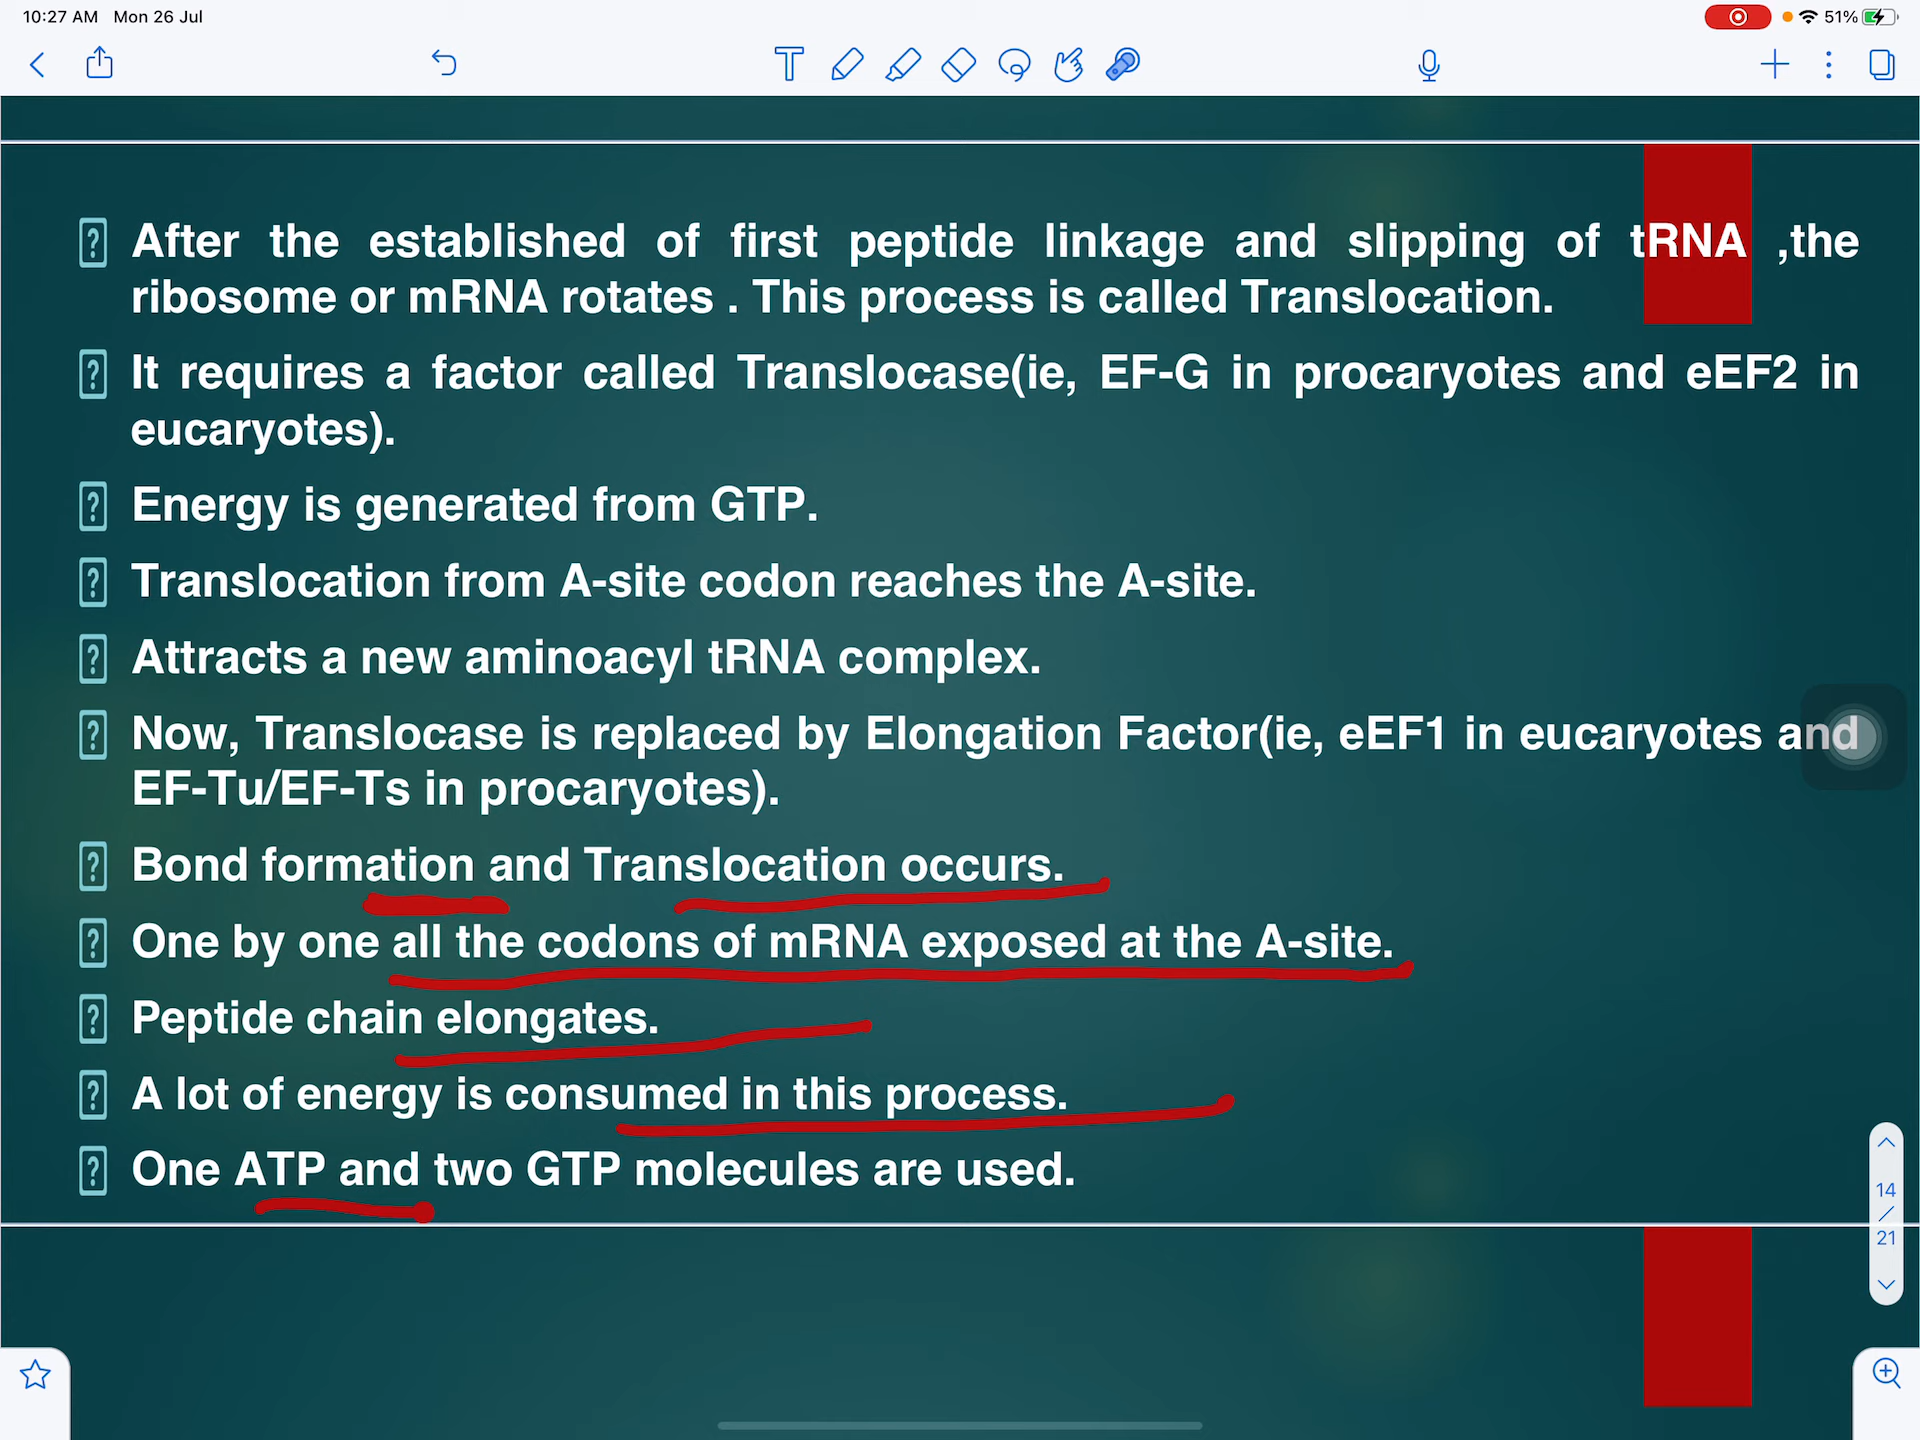 10:27 AM Mon 26 Jul
51%
T
After the established of first peptide linkage and slipping of tRNA ,the
ribosome or mRNA rotates . This process is called Translocation.
It requires a factor called Translocase(ie, EF-G in procaryotes and eEF2 in
eucaryotes).
Energy is generated from GTP.
Translocation from A-site codon reaches the A-site.
Attracts a new aminoacyl tRNA complex.
Now, Translocase is replaced by Elongation Factor(ie, eEF1 in eucaryotes and
EF-Tu/EF-Ts in procaryotes).
Bond formation and Translocation occurs.
One by one all the codons of mRNA exposed at the A-site.
Peptide chain elongates.
A lot of energy is consumed in this process.
One ATP and two GTP molecules are used.
14
/
21